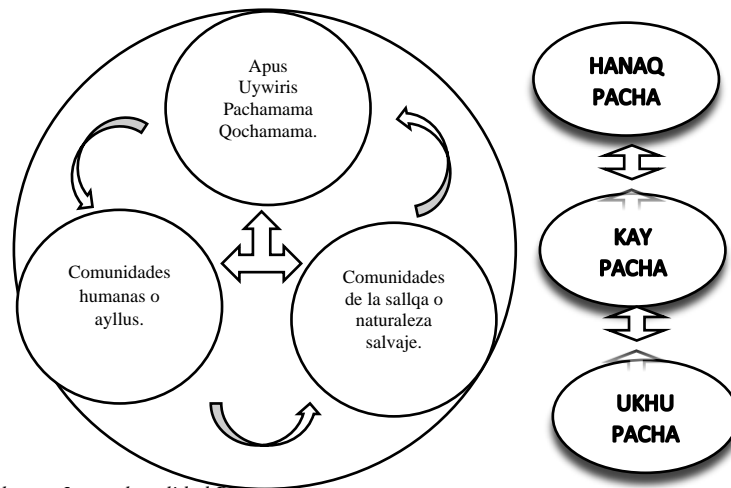 Apus
Uywiris
Pachamama
Qochamama.
Comunidades
humanas o
ayllus.
Comunidades
de la sallqa o
naturaleza
salvaje.
HANAQ
PACHA
KAY
PACHA
UKHU
PACHA